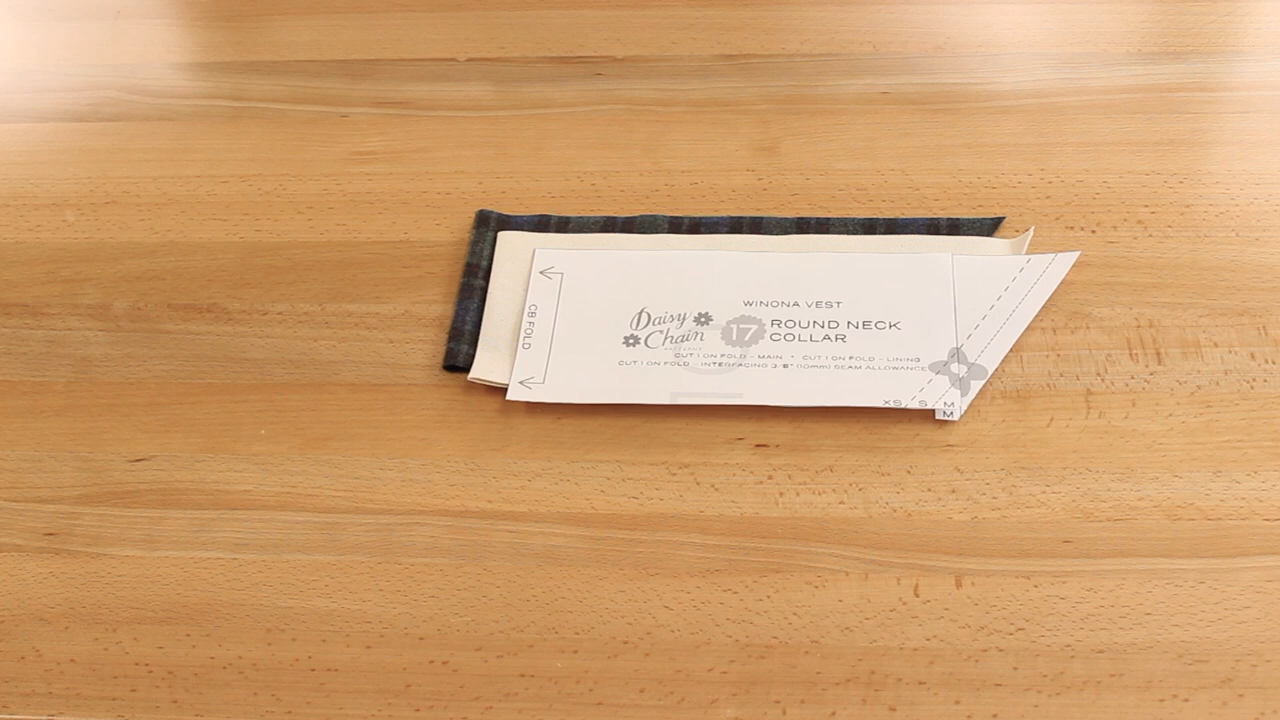 WINONA VEST
Daisy
Chain
17
ROUND NECK
COLLAR
CUT 1 ON FOLD - MAIN • CUT 1 ON FOLD - LINING
CUT 1 ON FOLD - INTERFACING 3/8" (10mm) SEAM ALLOWANCE
CB FOLD
XS S M
M